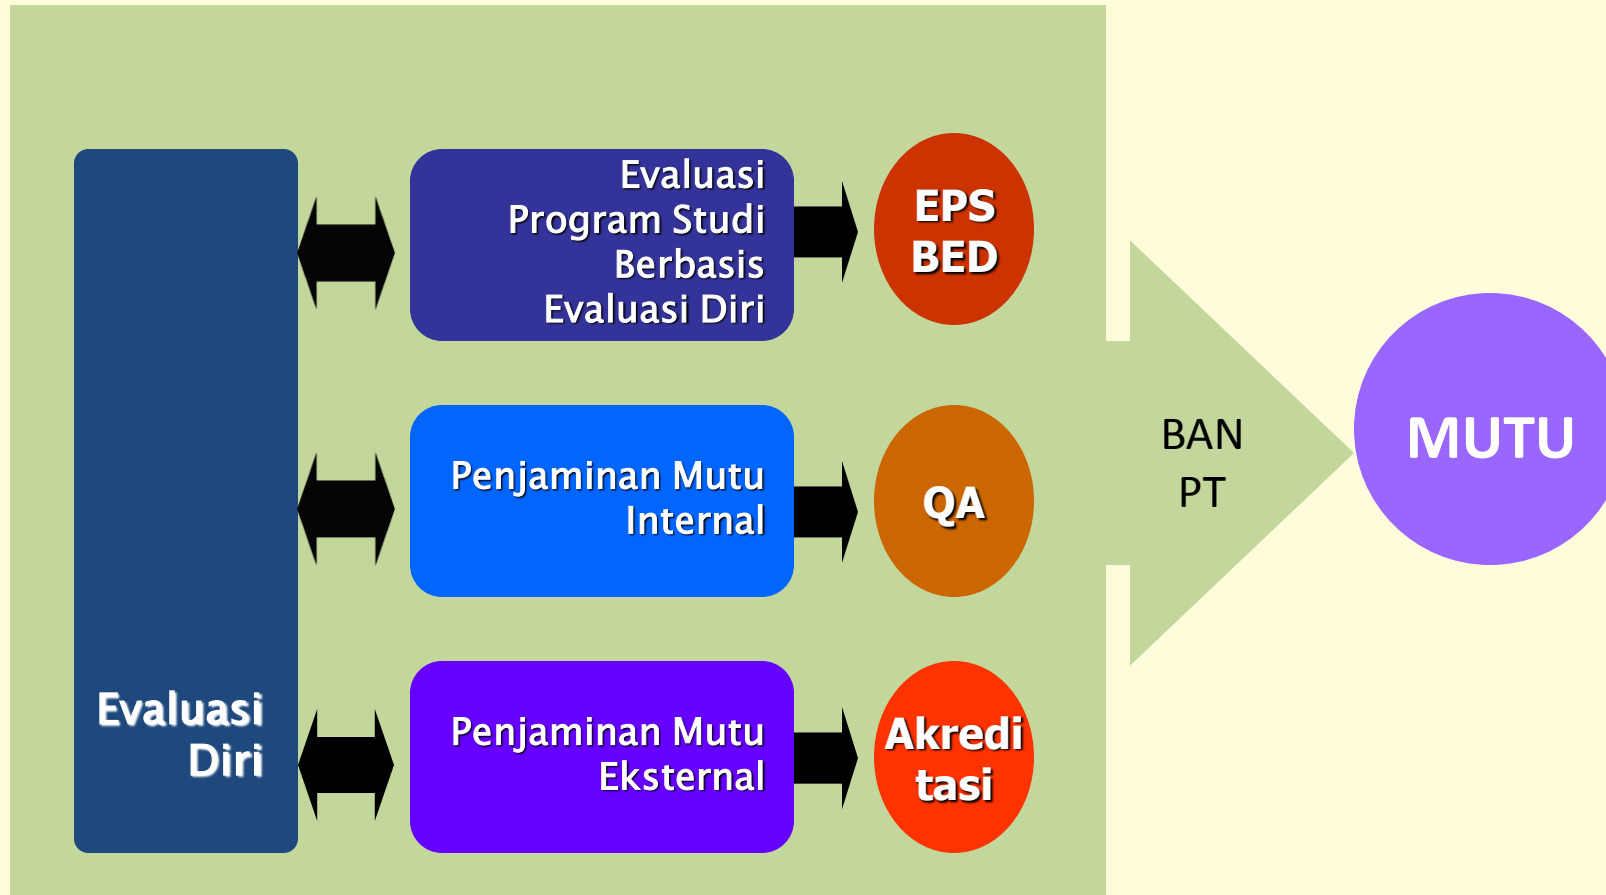 Evaluasi
Diri
Evaluasi
Program Studi
Berbasis
Evaluasi Diri
EPS
BED
Penjaminan Mutu
Internal
QA
Penjaminan Mutu
Eksternal
Akredi
tasi
BAN
PT
MUTU